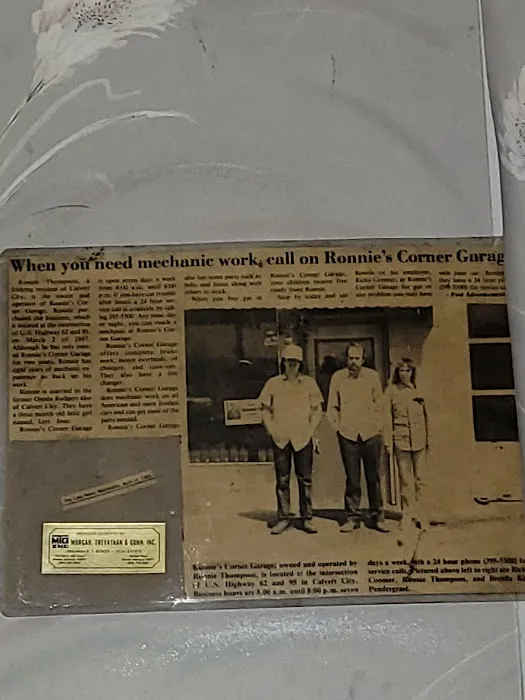 When you need mechanic work, call on Ronnie's Corner Garag
Ronnie Thompson, a
lifelong resident of Calvert
City, is the owner and
operator of Ronnie's Cor-
ner Garage. Ronnie pur-
chased the business, which
is located at the intersection
of U.S. Highway 62 and 95,
on March 2 of 1987.
Although he has only own-
ed Ronnie's Corner Garage
for two years, Ronnie has
eight years of mechanic ex-
perience to back up his
work.
Ronnie is married to the
former Rodgers also
of Calvert City. They have
a three month old little girl
named, Lori
Ronnie's Corner Garage
is open seven days a week
from 8:00 a.m. until 8:00
p.m. If you have car trouble
after hours a 24 hour ser-
vice call is available by call-
ing 395-5580. Any time, day
or night, you can reach a
mechanic at Ronnie's Cor-
ner Garage.
Ronnie's Corner Garage
offers complete brake
work, motor overhauls, oil
changes, and tune-ups.
They also have a tire
changer.
Ronnie's Corner Garage
does mechanic work on all
American and most foreign
cars and can get most of the
parts needed.
Ronnie's Corner Garage
also has some parts such as
belts and hoses along with
others in stock.
When you buy gas at
Ronnie's Corner Garage,
your children receive free
candy from Ronnie.
Stop by today and see
Ronnie or his employee,
Ricky Coomer, at Ronnie's
Corner Garage for gas or
any problem you may have
with your car.
they have a 24 hour
(395-5580) for service
- Paid Advertisement
MORGAN, TREVATHAN & GUNN, INC.
Ronnie's Corner Garage, owned and operated by
Ronnie Thompson, is located at the intersection
of U.S. Highway 62 and 95 in Calvert City.
Business hours are 8:00 a.m. until 8:00 p.m. seven
days a week with a 24 hour phone (395-5580) fo
service calls. Pictured above left to right are Rick
Coomer, Ronnie Thompson, and Brenda
Pendergraf.